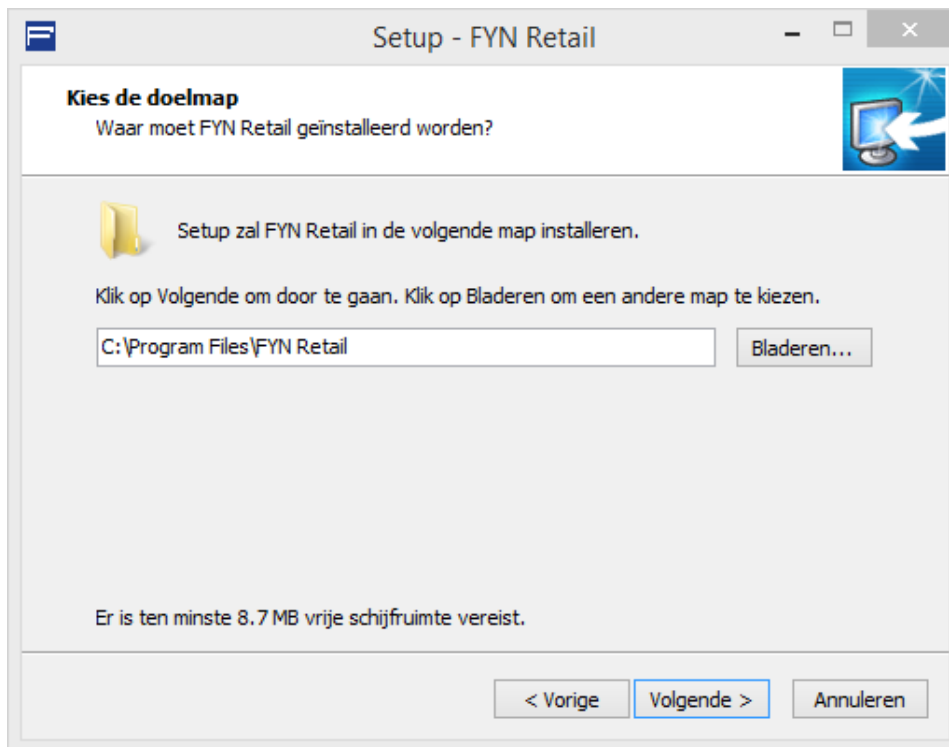 Setup - FYN Retail
Kies de doelmap
Waar moet FYN Retail geïnstalleerd worden?
Setup zal FYN Retail in de volgende map installeren.
Klik op Volgende om door te gaan. Klik op Bladeren om een andere map te kiezen.
C:\Program Files\FYN Retail
Bladeren...
Er is ten minste 8.7 MB vrije schijfruimte vereist.
< Vorige
Volgende >
Annuleren